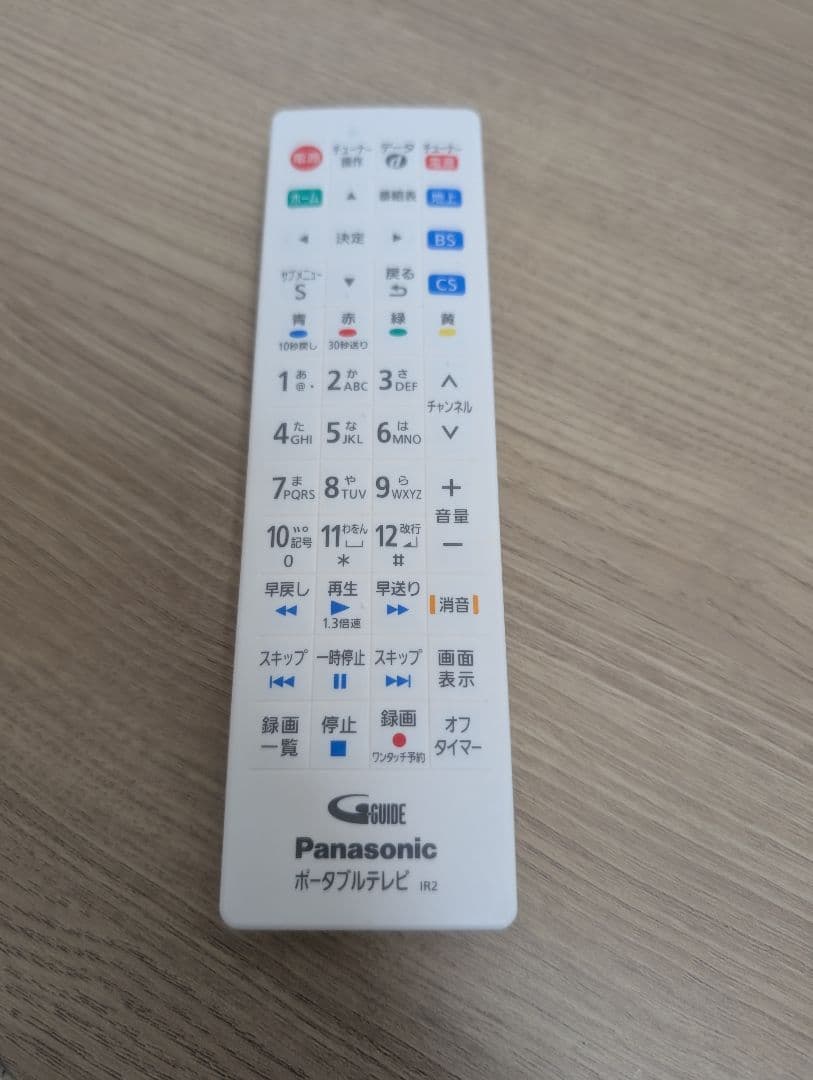 電源 チューナー操作 データd チューナー電源
ホーム ▲ 番組表 地上
◀ 決定 ▶ BS
サブメニュー S ▼ 戻る CS
青 赤 緑 黄
10秒戻し 30秒送り
1 あ @・ 2 か ABC 3 さ DEF ∧
チャンネル
4 た GHI 5 な JKL 6 は MNO ∨
7 ま PQRS 8 や TUV 9 ら WXYZ +
音量
10 ゛゜記号 11 わをん 12 改行 −
0 * #
早戻し 再生 早送り 消音
1.3倍速
スキップ 一時停止 スキップ 画面表示
録画一覧 停止 録画 オフタイマー
ワンタッチ予約
G-GUIDE
Panasonic
ポータブルテレビ IR2